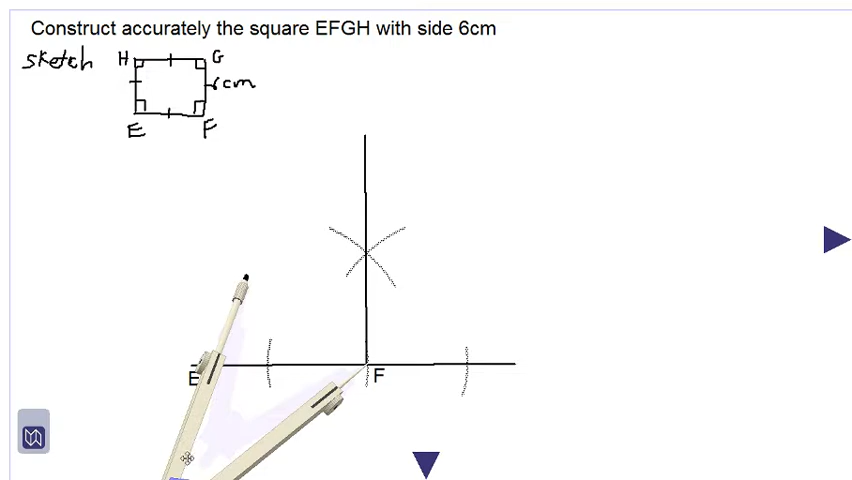 Construct accurately the square EFGH with side 6cm
sketch H G
6cm
E F
E F